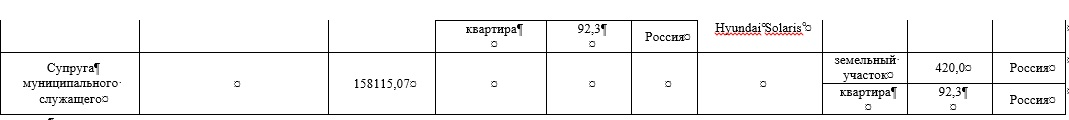 квартира¶ 92,3¶ Россия¤ Hyundai°Solaris°¤
¤ ¤
Супруга¶
муниципального·
служащего¤ ¤ 158115,07¤ ¤ ¤ ¤ ¤
земельный·
участок¤ 420,0¤ Россия¤
квартира¶ 92,3¶ Россия¤
¤ ¤
¶